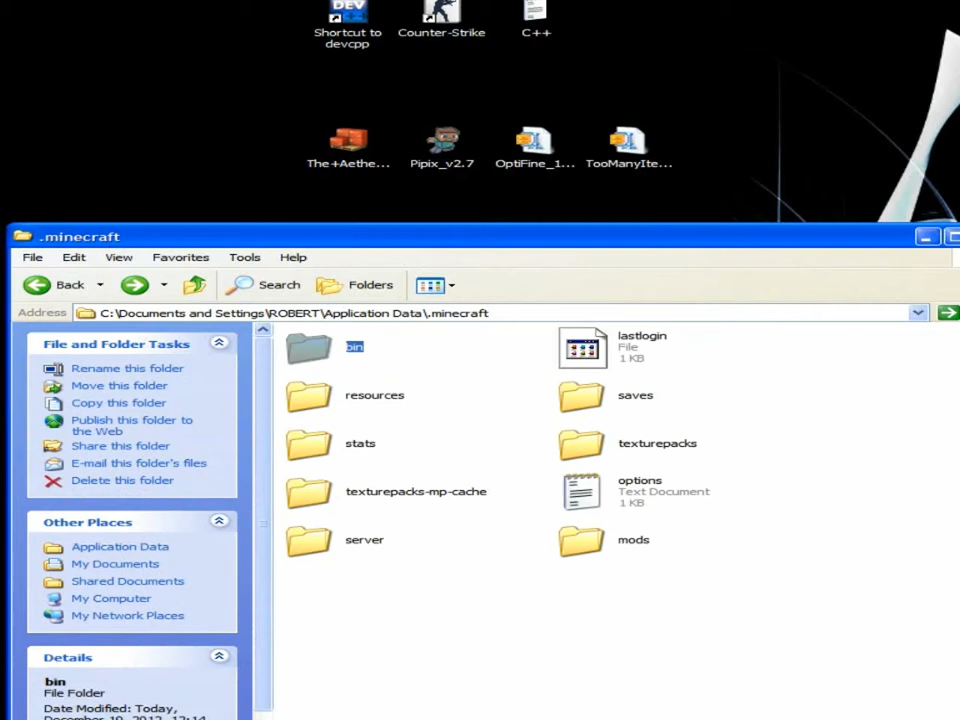 DEV
Shortcut to
devcpp
Counter-Strike
C++
The+Aethe...
Pipix_v2.7
OptiFine_1...
TooManyIte...
.minecraft
File Edit View Favorites Tools Help
Back Search Folders
Address C:\Documents and Settings\ROBERT\Application Data\.minecraft
File and Folder Tasks
Rename this folder
Move this folder
Copy this folder
Publish this folder to
the Web
Share this folder
E-mail this folder's files
Delete this folder
Other Places
Application Data
My Documents
Shared Documents
My Computer
My Network Places
Details
bin
File Folder
Date Modified: Today,
December 19, 2012, 12:14
bin
lastlogin
File
1 KB
resources
saves
stats
texturepacks
texturepacks-mp-cache
options
Text Document
1 KB
server
mods